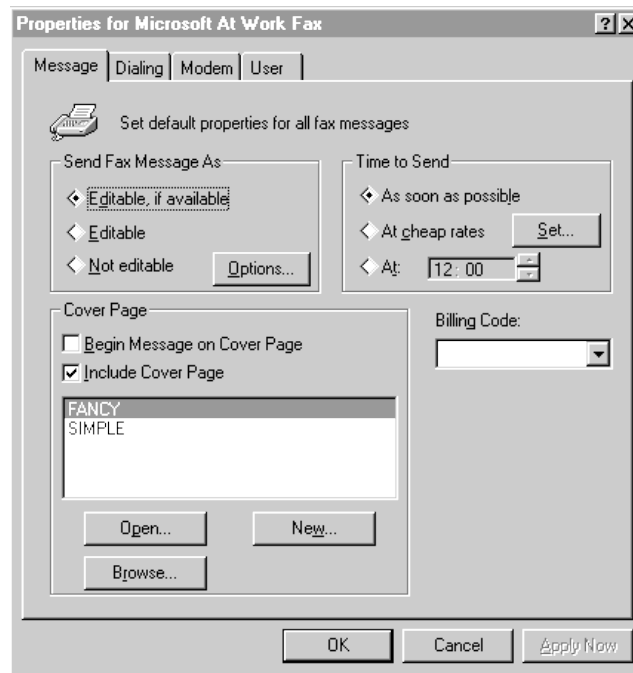 Properties for Microsoft At Work Fax
Message Dialing Modem User
Set default properties for all fax messages
Send Fax Message As
Editable, if available
Editable
Not editable
Options...
Time to Send
As soon as possible
At cheap rates
Set...
At: 12: 00
Cover Page
Begin Message on Cover Page
Include Cover Page
FANCY
SIMPLE
Open... New...
Browse...
Billing Code:
OK Cancel Apply Now